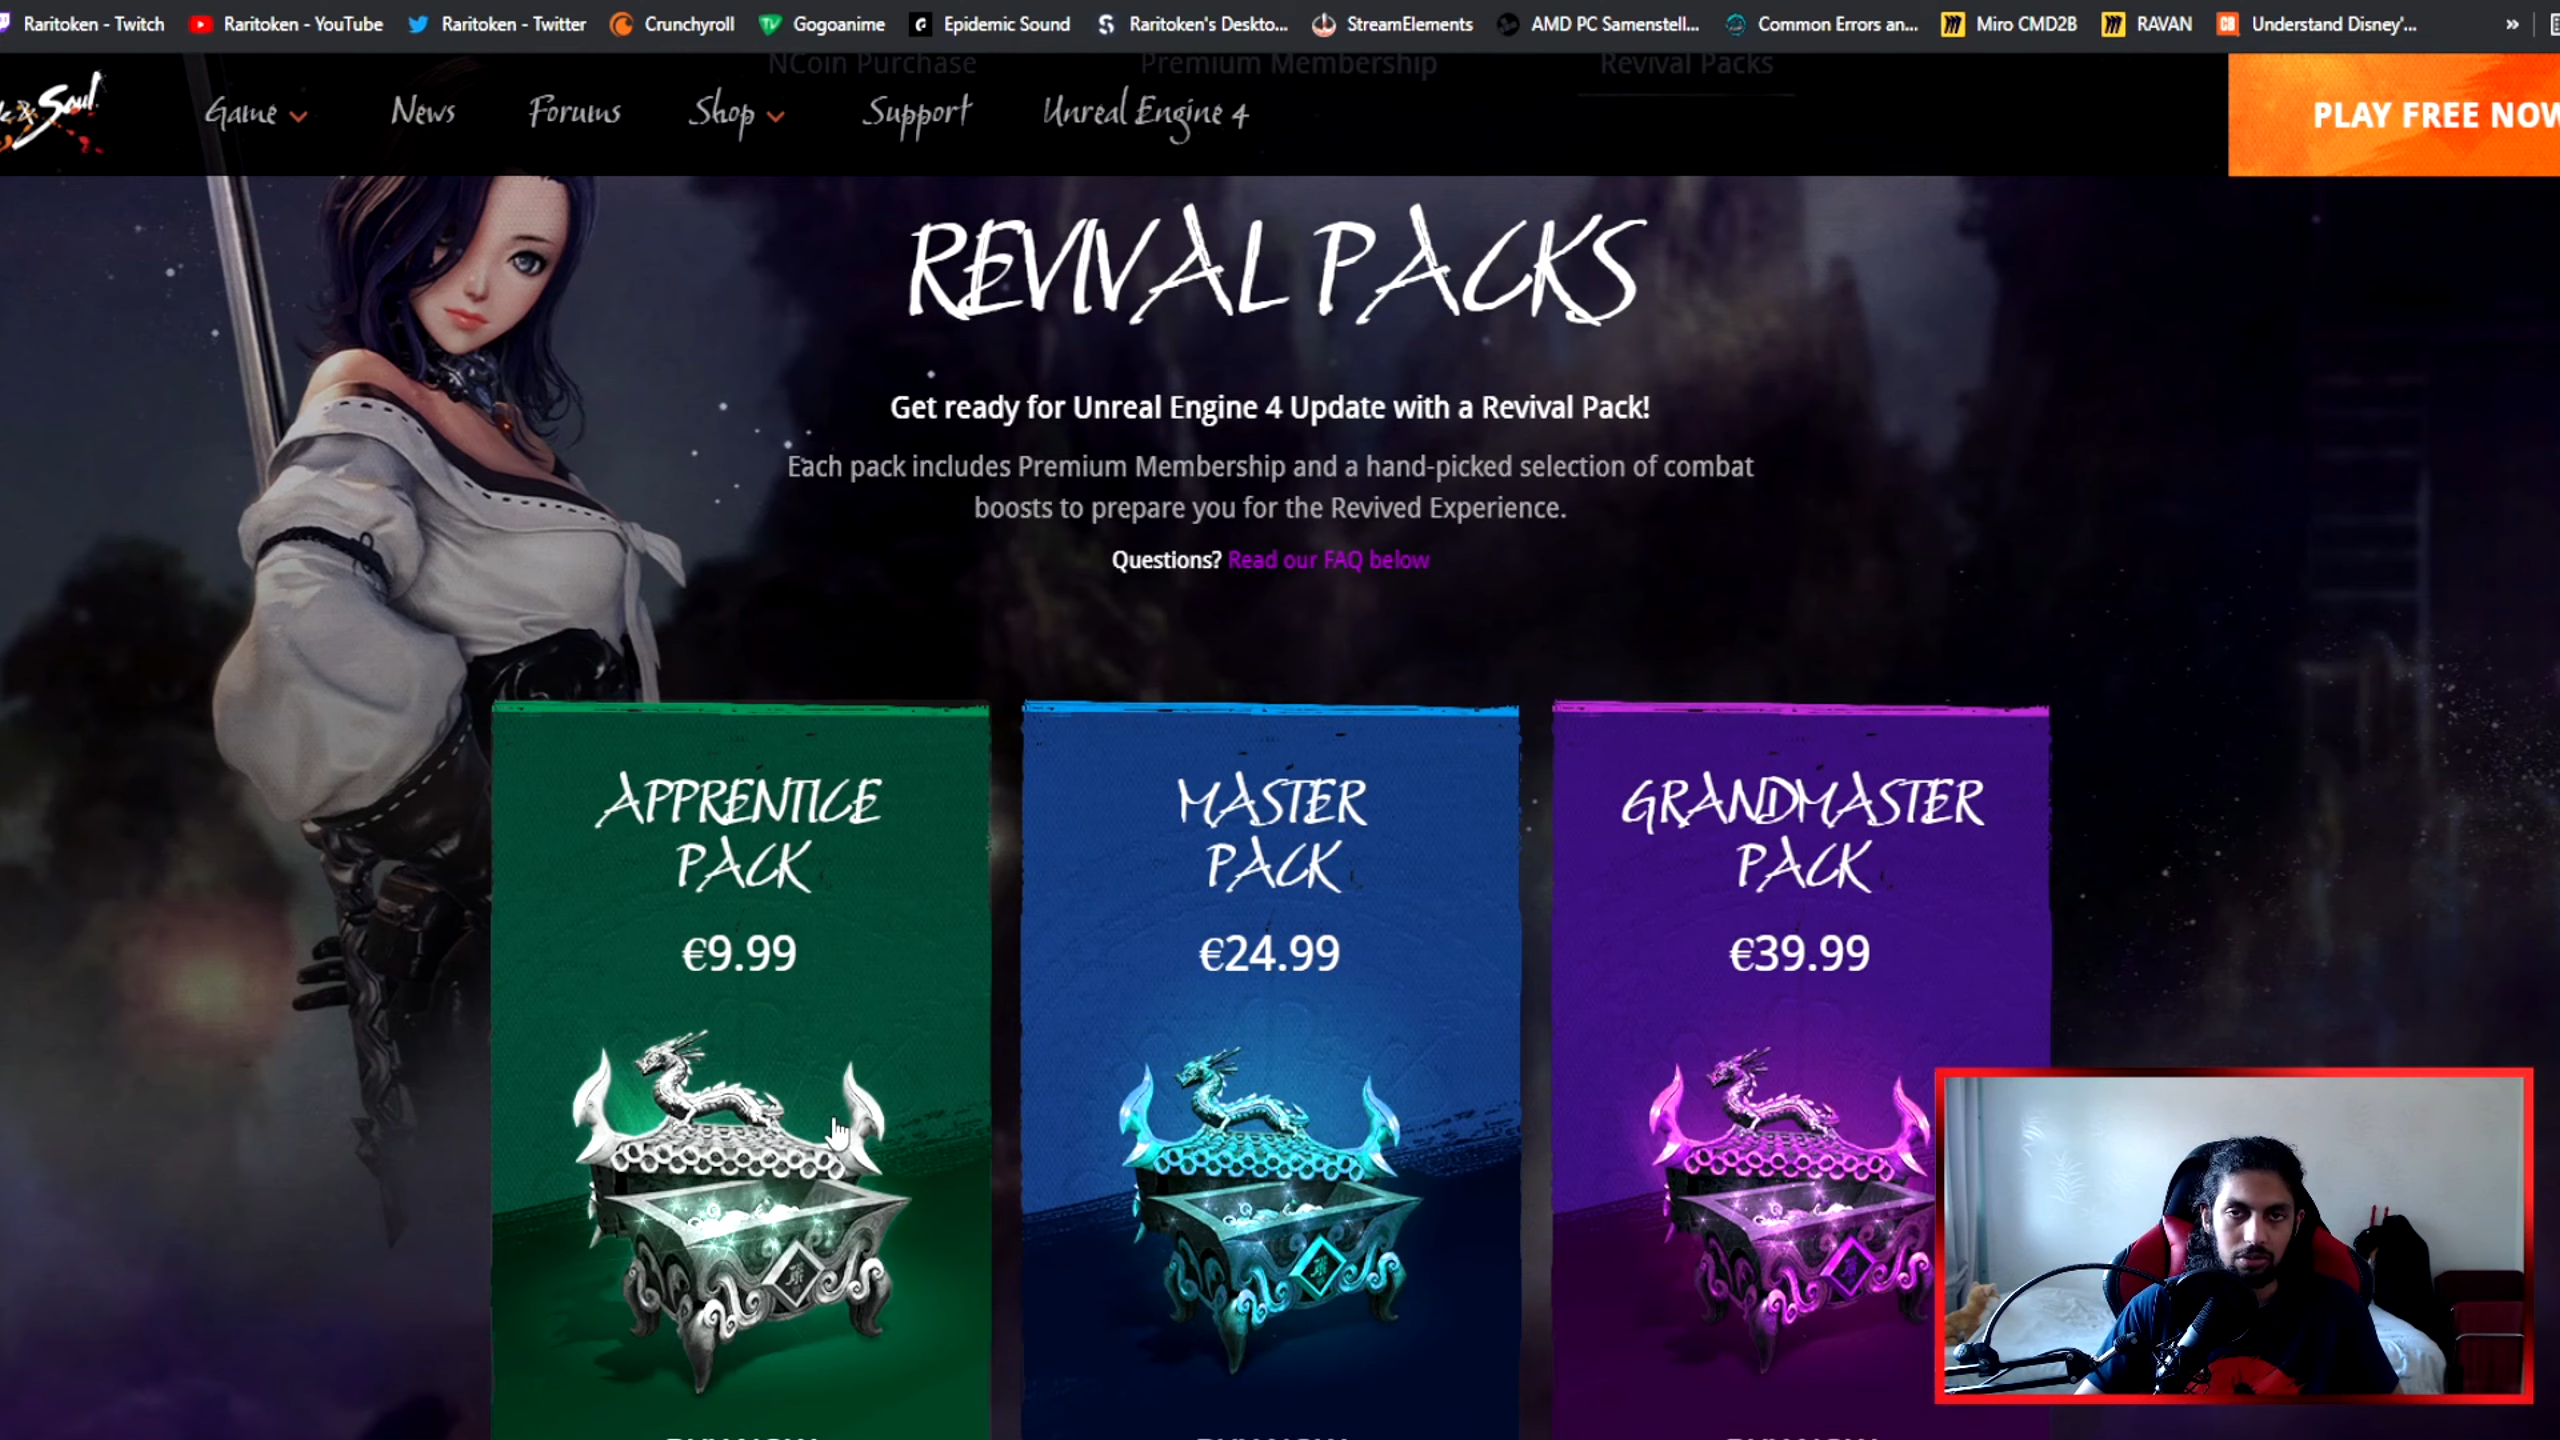 Raritoken - Twitch Raritoken - YouTube Raritoken - Twitter Crunchyroll Gogoanime Epidemic Sound Raritoken's Deskto... StreamElements AMD PC Samenstell... Common Errors an... Miro CMD2B RAVAN Understand Disney'... »
NCoin Purchase Premium Membership Revival Packs
& Soul Game News Forums Shop Support Unreal Engine 4 PLAY FREE NOW
REVIVAL PACKS
Get ready for Unreal Engine 4 Update with a Revival Pack!
Each pack includes Premium Membership and a hand-picked selection of combat
boosts to prepare you for the Revived Experience.
Questions? Read our FAQ below
APPRENTICE
PACK
€9.99
MASTER
PACK
€24.99
GRANDMASTER
PACK
€39.99